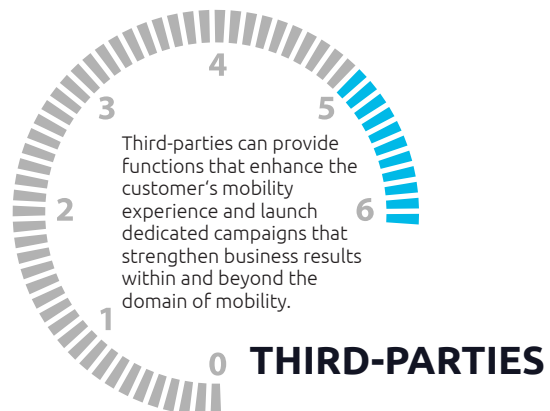 4
3
5
Third-parties can provide
functions that enhance the
customer‘s mobility
experience and launch
2
6
dedicated campaigns that
strengthen business results
within and beyond the
domain of mobility.
1
0
THIRD-PARTIES